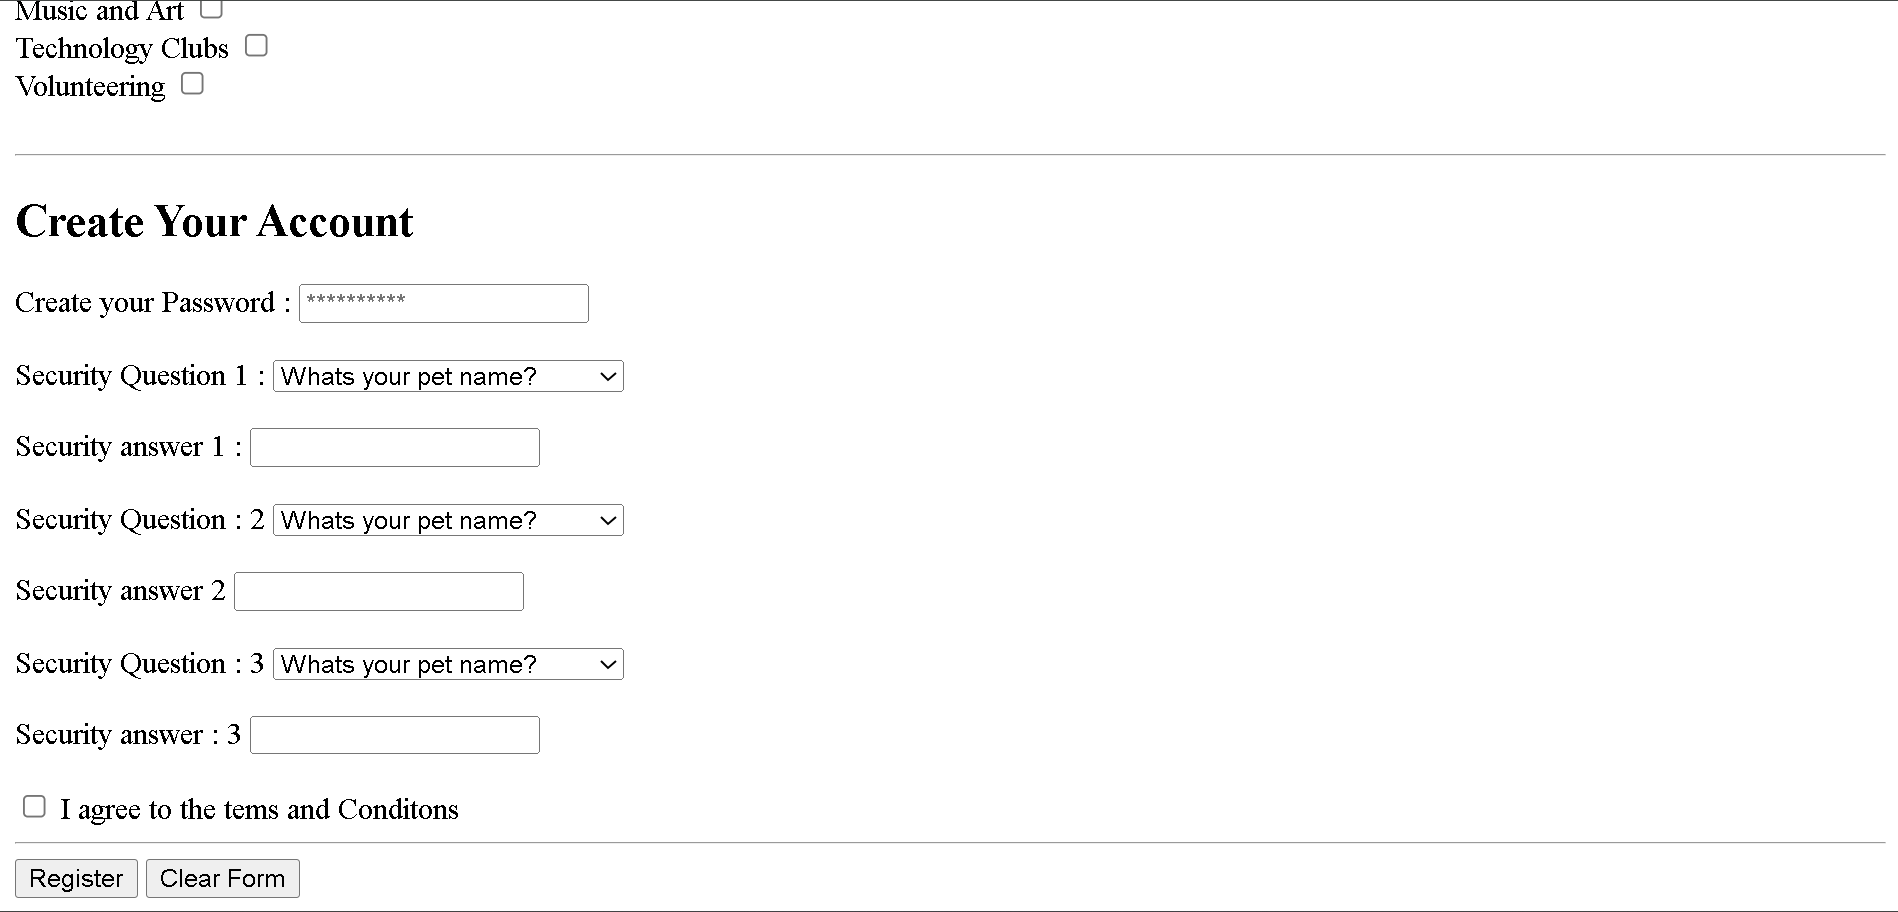 Music and Art
Technology Clubs
Volunteering
Create Your Account
Create your Password : **********
Security Question 1 : Whats your pet name?
Security answer 1 :
Security Question : 2 Whats your pet name?
Security answer 2
Security Question : 3 Whats your pet name?
Security answer : 3
I agree to the tems and Conditons
Register Clear Form